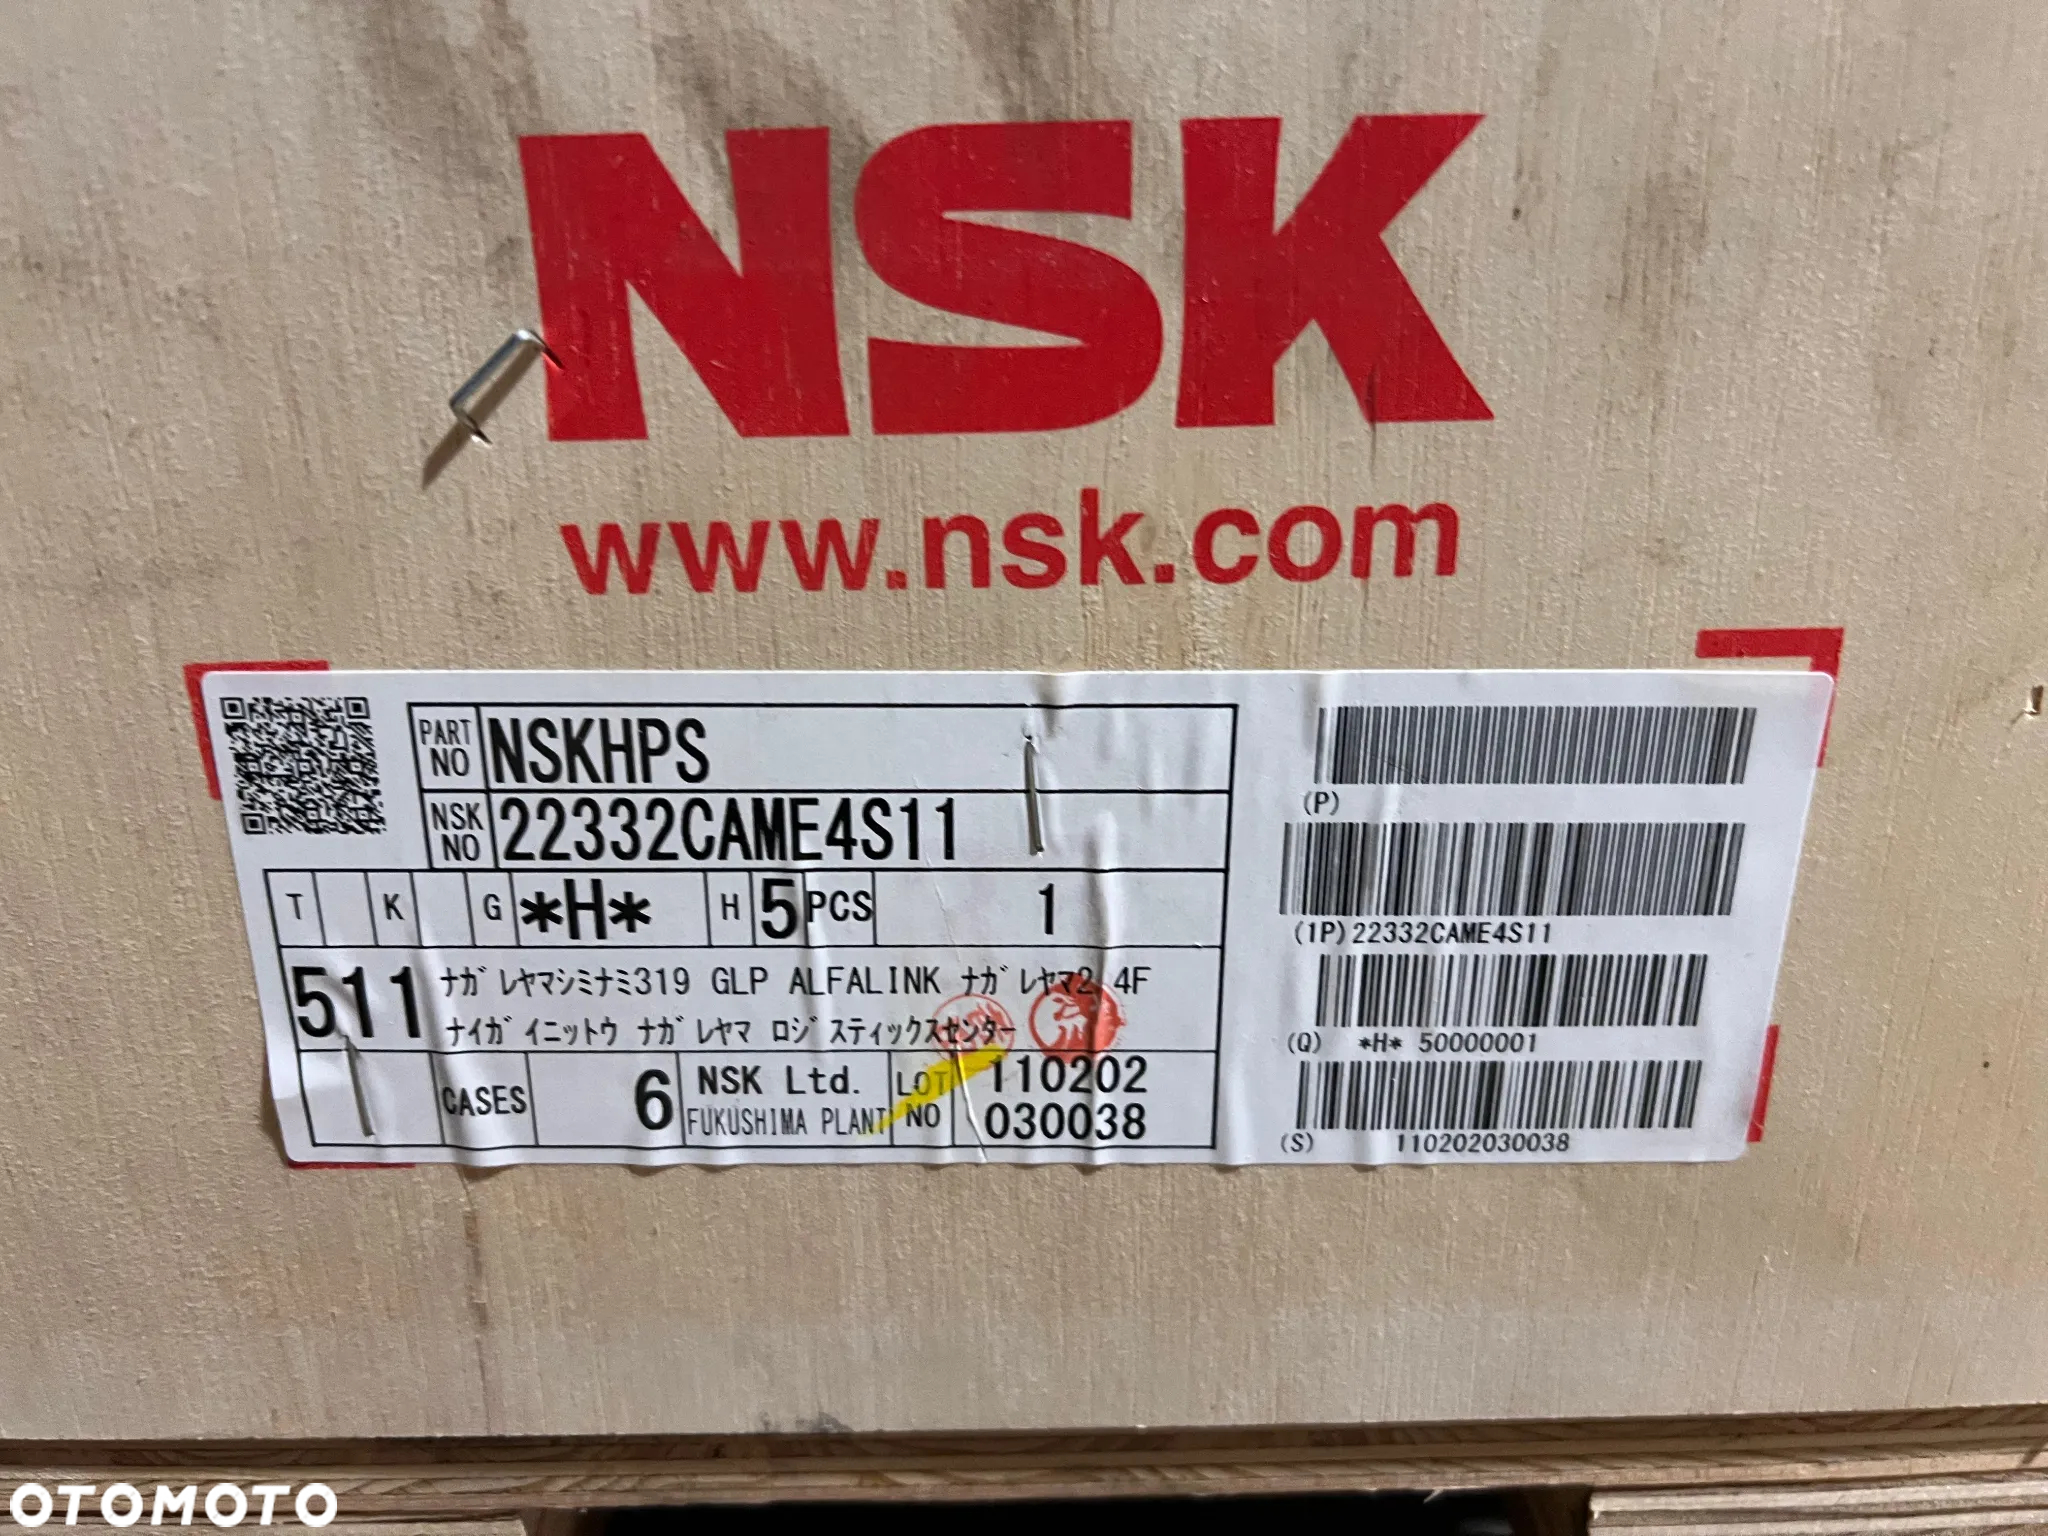 NSK
www.nsk.com
PART NO NSKHPS
NSK NO 22332CAME4S11
T K G *H* H 5 PCS 1
511 ナガレヤマシミナミ319 GLP ALFALINK ナガレヤマ2 4F
ナイガイニットウ ナガレヤマ ロジスティックスセンター
CASES 6 NSK Ltd. FUKUSHIMA PLANT LOT NO 110202 030038
(P)
(1P) 22332CAME4S11
(Q) *H* 50000001
(S) 110202030038
OTOMOTO